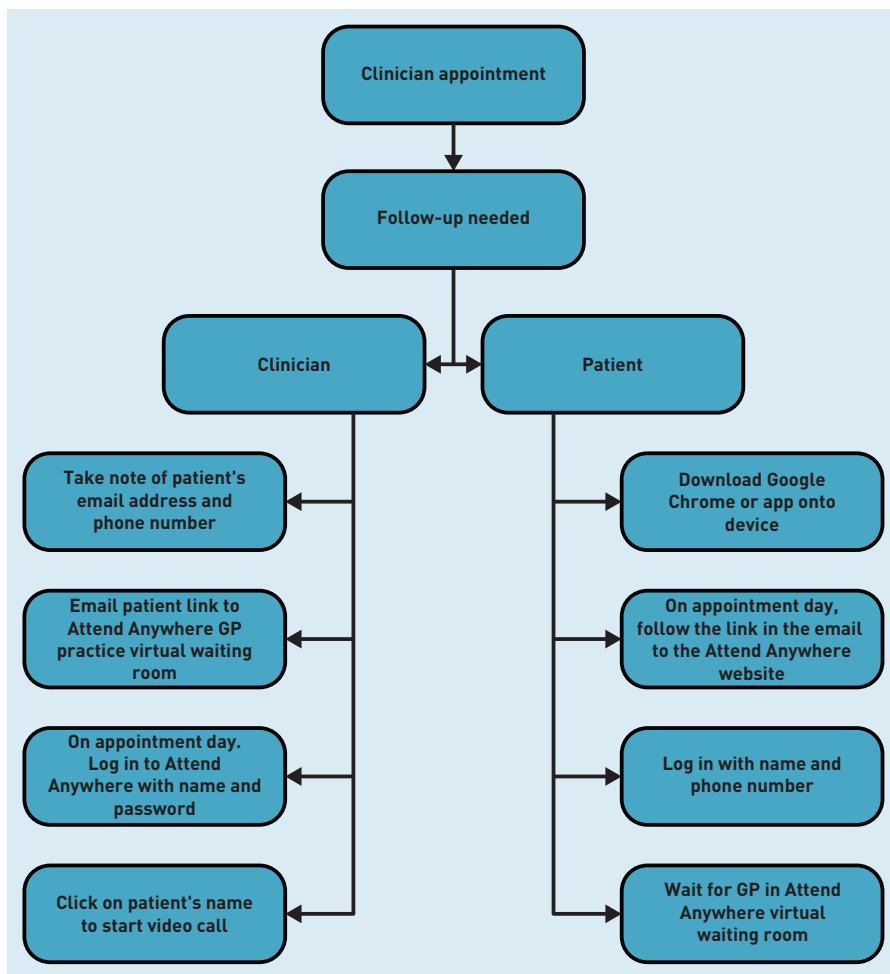 Clinician appointment
Follow-up needed
Clinician
Patient
Take note of patient's
email address and
phone number
Download Google
Chrome or app onto
device
Email patient link to
Attend Anywhere GP
practice virtual waiting
room
On appointment day,
follow the link in the email
to the Attend Anywhere
website
On appointment day.
Log in to Attend
Anywhere with name and
password
Log in with name and
phone number
Click on patient's name
to start video call
Wait for GP in Attend
Anywhere virtual
waiting room